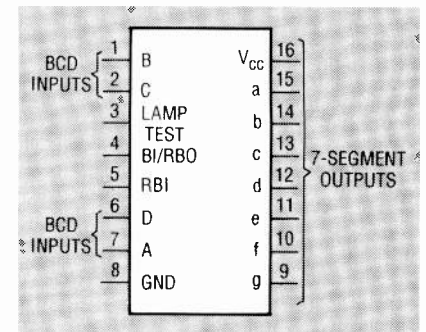 BCD
INPUTS
1 B
2 C
3 LAMP
TEST
4 BI/RBO
5 RBI
BCD
INPUTS
6 D
7 A
8 GND
VCC 16
a 15
b 14
c 13
d 12
e 11
f 10
g 9
7-SEGMENT
OUTPUTS